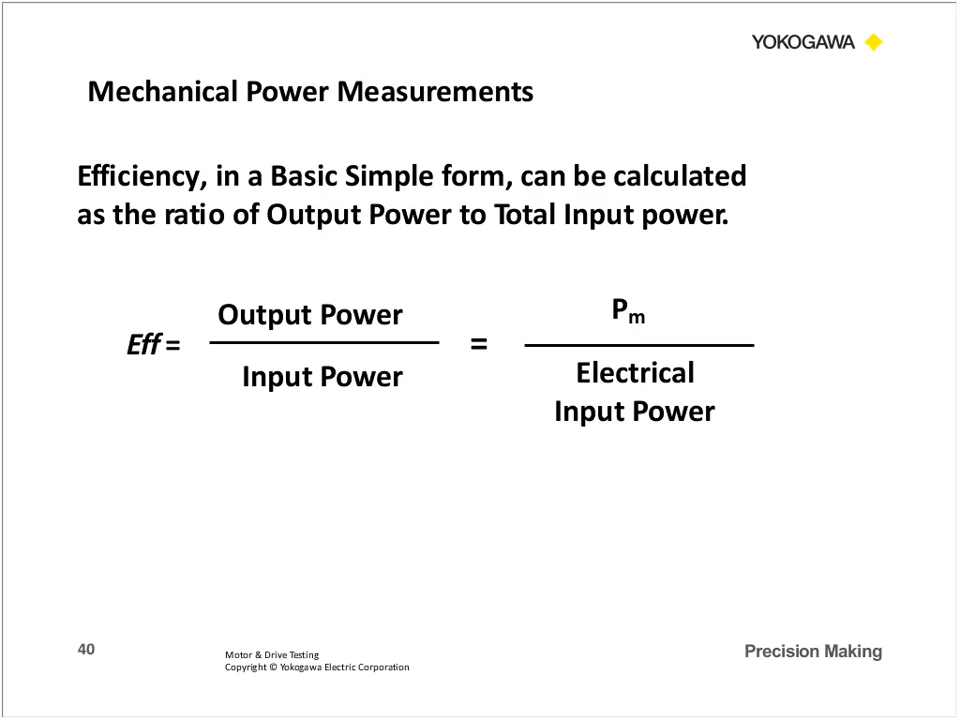 YOKOGAWA
Mechanical Power Measurements
Efficiency, in a Basic Simple form, can be calculated
as the ratio of Output Power to Total Input power.
Eff =
Output Power
Input Power
=
Pm
Electrical
Input Power
40
Motor & Drive Testing
Copyright © Yokogawa Electric Corporation
Precision Making